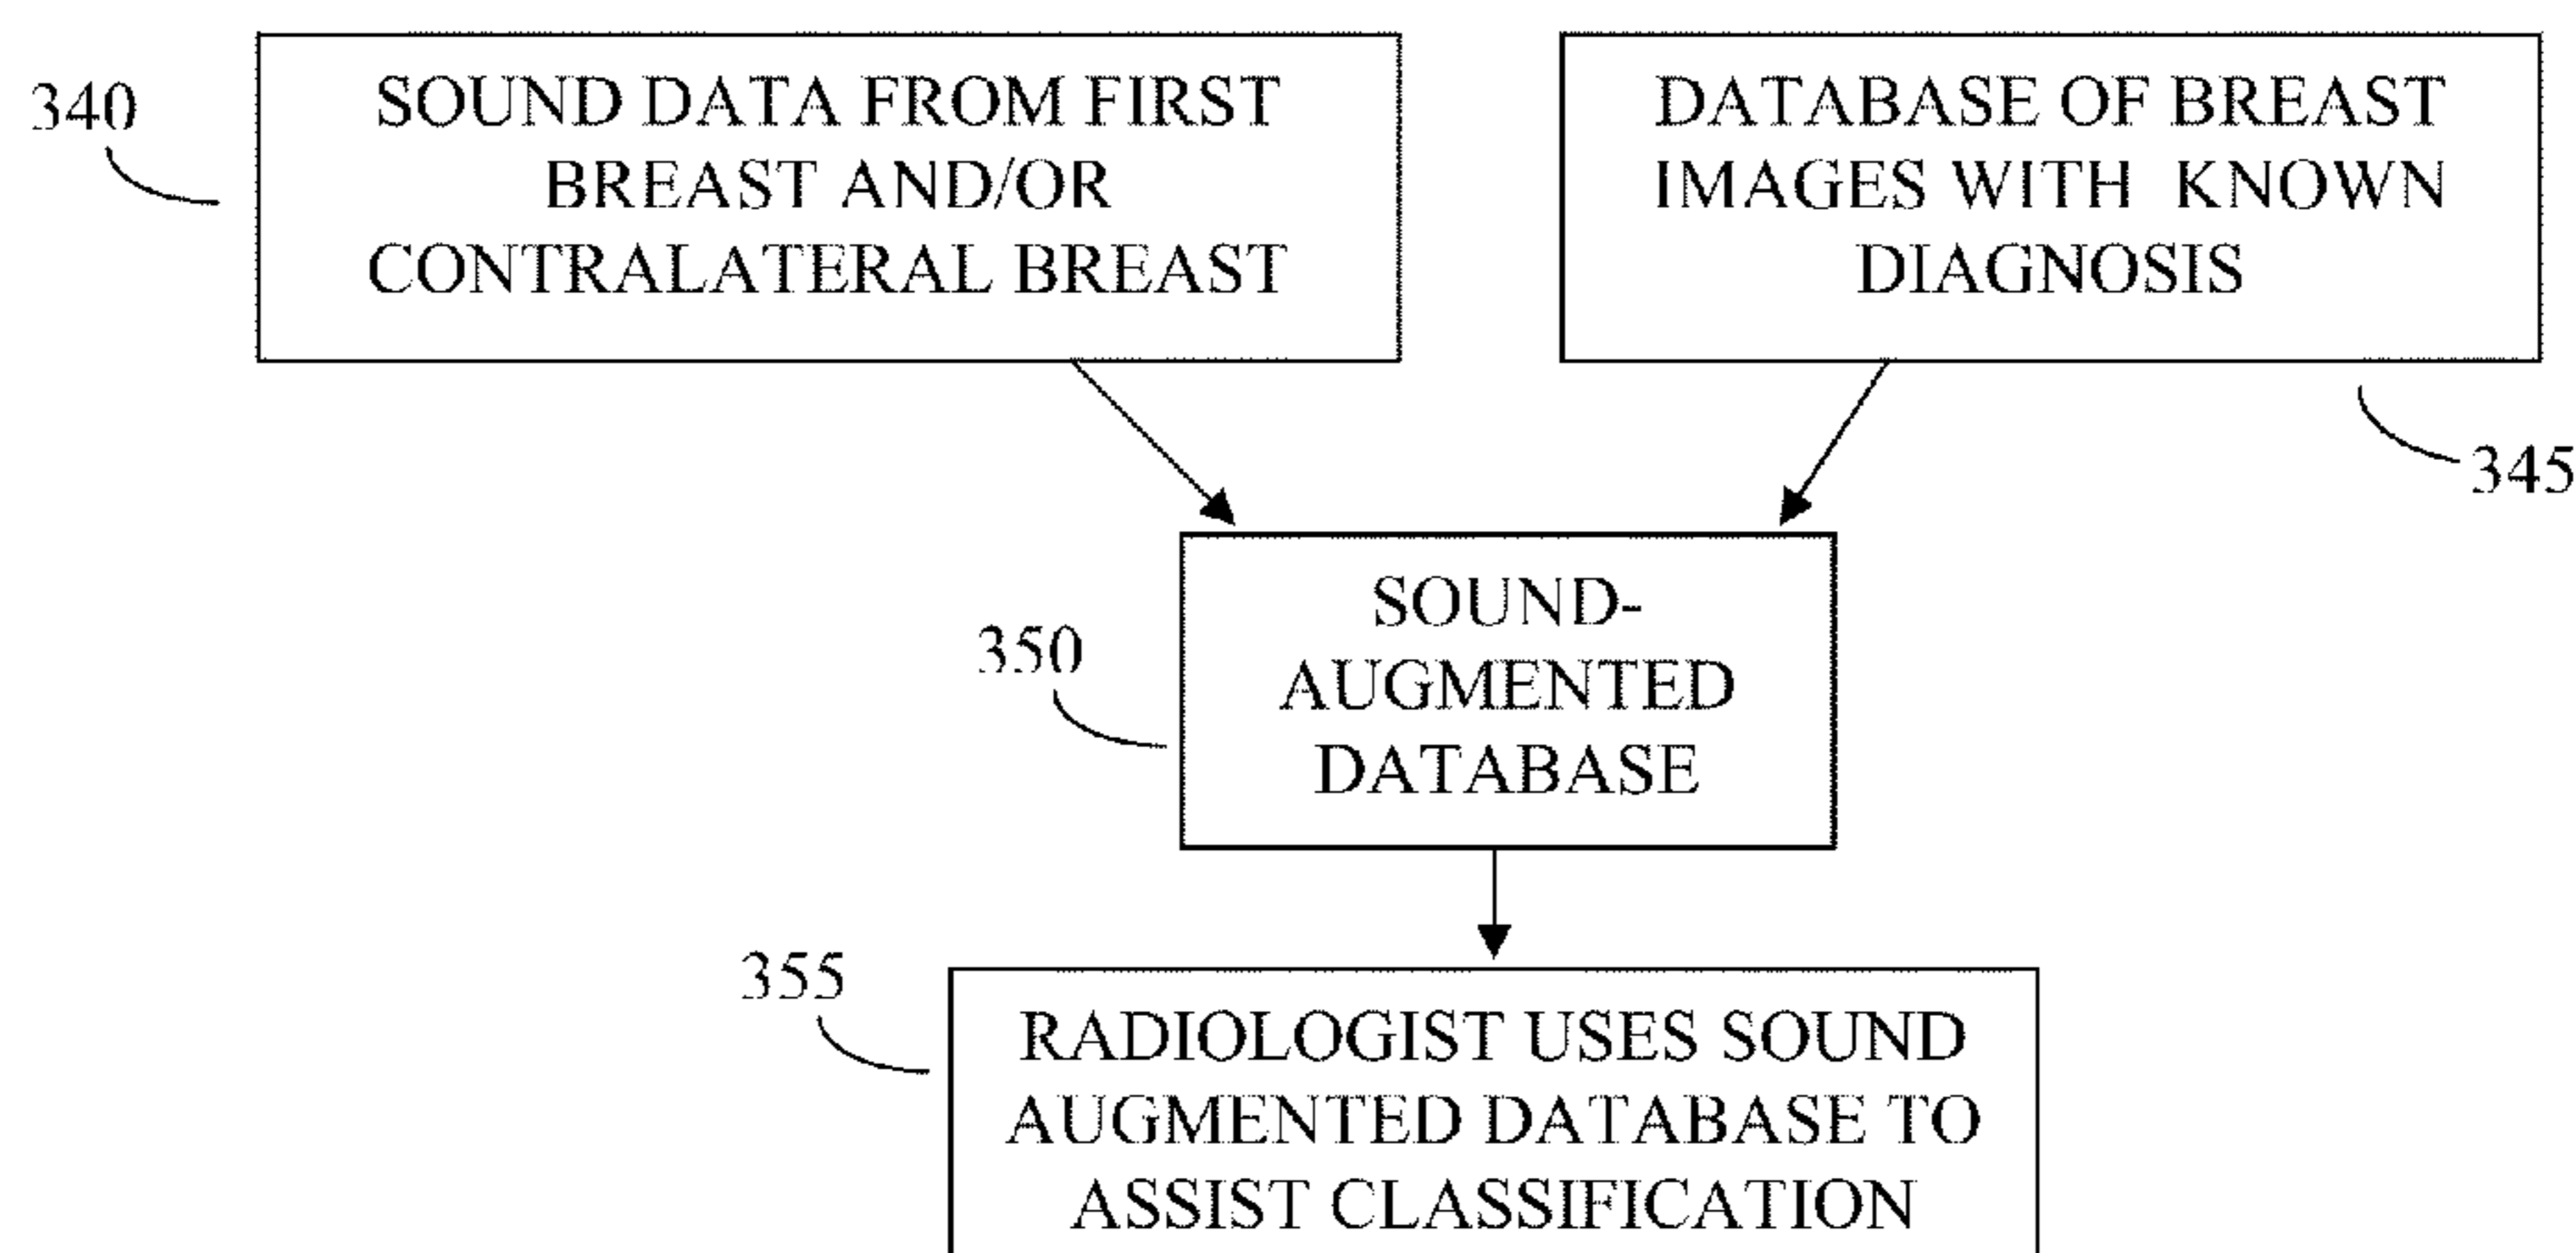 340
SOUND DATA FROM FIRST
BREAST AND/OR
CONTRALATERAL BREAST
DATABASE OF BREAST
IMAGES WITH KNOWN
DIAGNOSIS
345
350
SOUND-
AUGMENTED
DATABASE
355
RADIOLOGIST USES SOUND
AUGMENTED DATABASE TO
ASSIST CLASSIFICATION